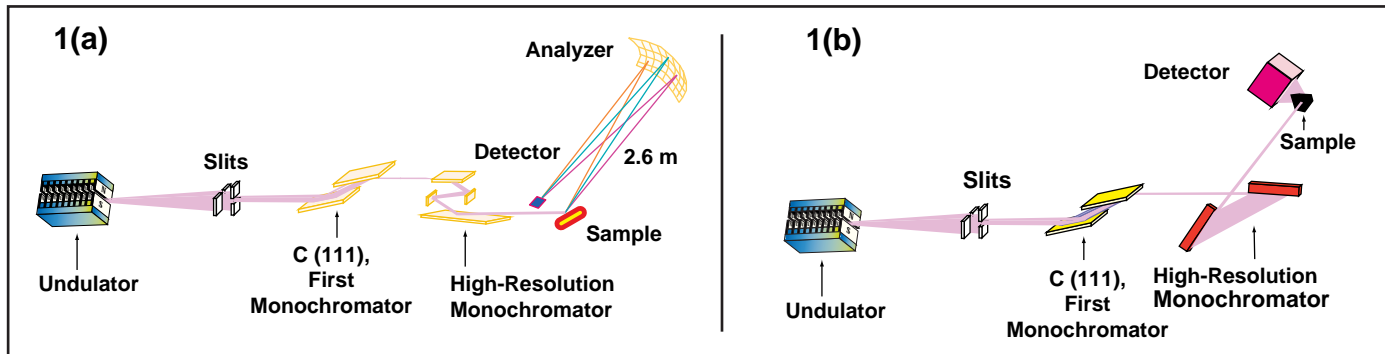 1(a)
Analyzer
Detector
2.6 m
Slits
N
S
Sample
Undulator
C (111),
First
Monochromator
High-Resolution
Monochromator
1(b)
Detector
Sample
Slits
N
S
Undulator
C (111),
First
Monochromator
High-Resolution
Monochromator